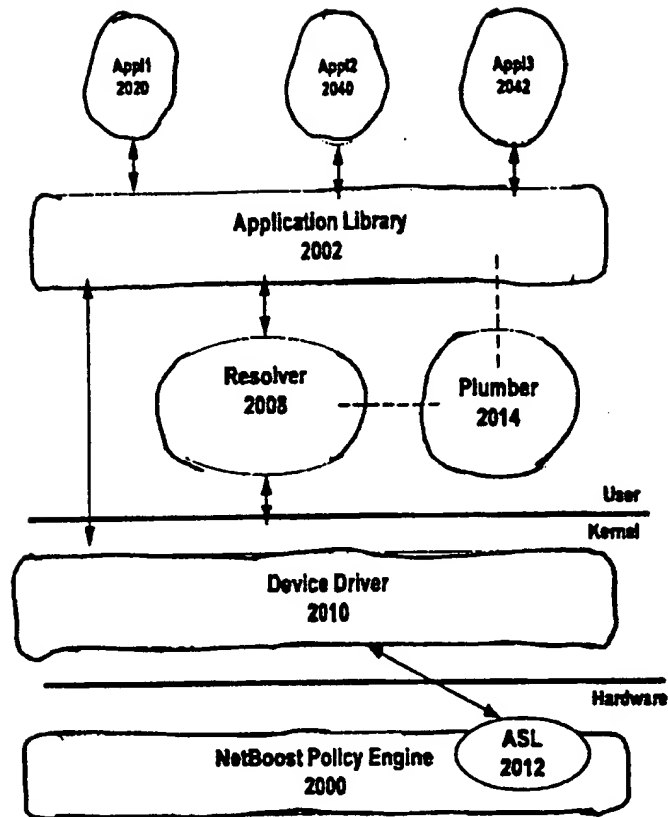 Appl1
2020
Appl2
2040
Appl3
2042
Application Library
2002
Resolver
2008
Plumber
2014
User
Kernel
Device Driver
2010
Hardware
ASL
2012
NetBoost Policy Engine
2000